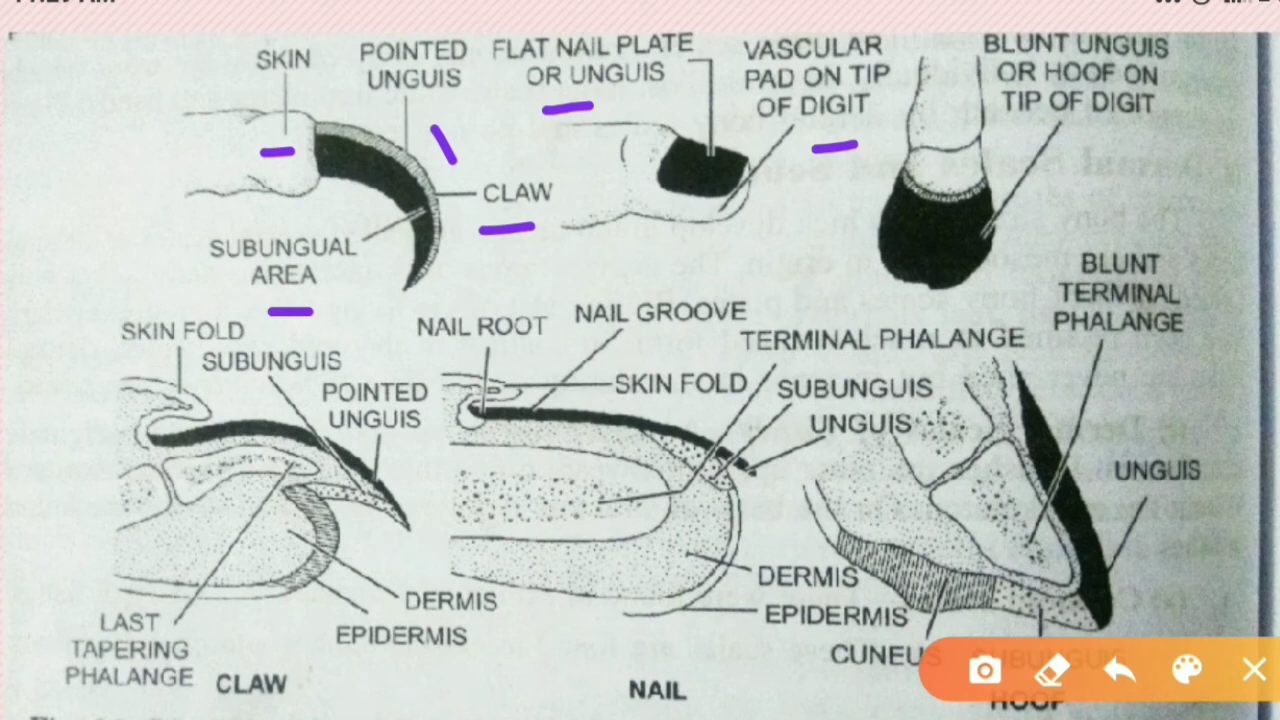 SKIN
POINTED
UNGUIS
FLAT NAIL PLATE
OR UNGUIS
VASCULAR
PAD ON TIP
OF DIGIT
BLUNT UNGUIS
OR HOOF ON
TIP OF DIGIT
CLAW
SUBUNGUAL
AREA
SKIN FOLD
SUBUNGUIS
POINTED
UNGUIS
NAIL ROOT
NAIL GROOVE
TERMINAL PHALANGE
SKIN FOLD
SUBUNGUIS
UNGUIS
BLUNT
TERMINAL
PHALANGE
UNGUIS
DERMIS
EPIDERMIS
LAST
TAPERING
PHALANGE
DERMIS
EPIDERMIS
CUNEUS
SUBUNGUIS
CLAW
NAIL
HOOF